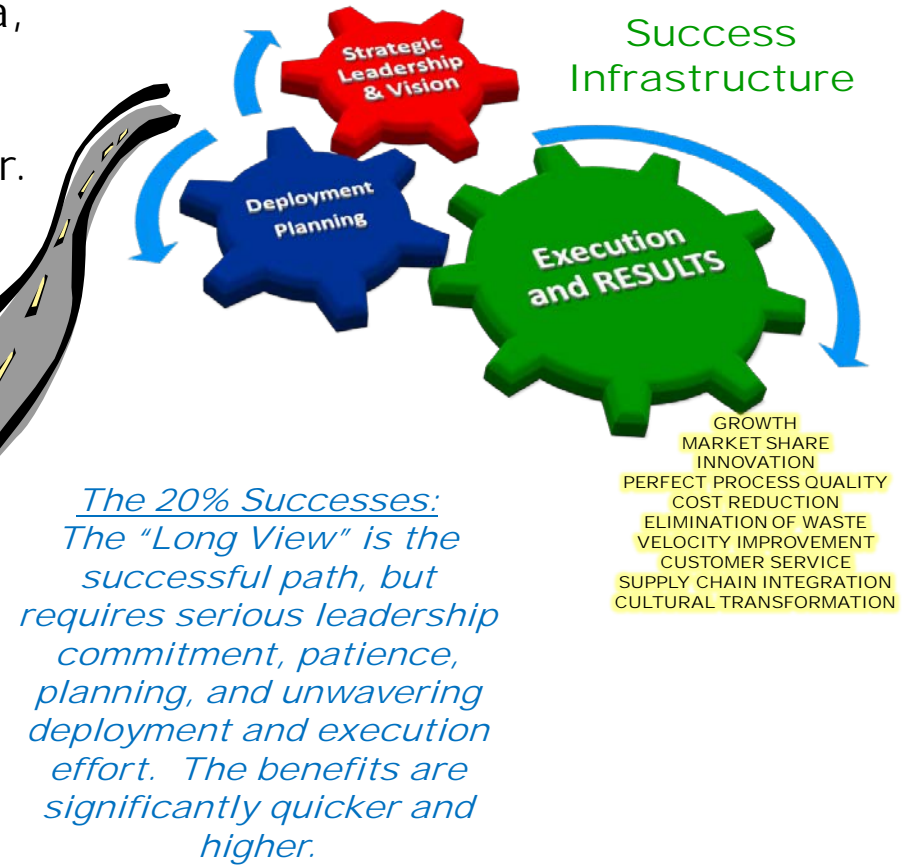 a,
r.
Strategic
Leadership
& Vision
Success
Infrastructure
Deployment
Planning
Execution
and RESULTS
GROWTH
MARKET SHARE
INNOVATION
PERFECT PROCESS QUALITY
COST REDUCTION
ELIMINATION OF WASTE
VELOCITY IMPROVEMENT
CUSTOMER SERVICE
SUPPLY CHAIN INTEGRATION
CULTURAL TRANSFORMATION
The 20% Successes:
The “Long View” is the
successful path, but
requires serious leadership
commitment, patience,
planning, and unwavering
deployment and execution
effort. The benefits are
significantly quicker and
higher.